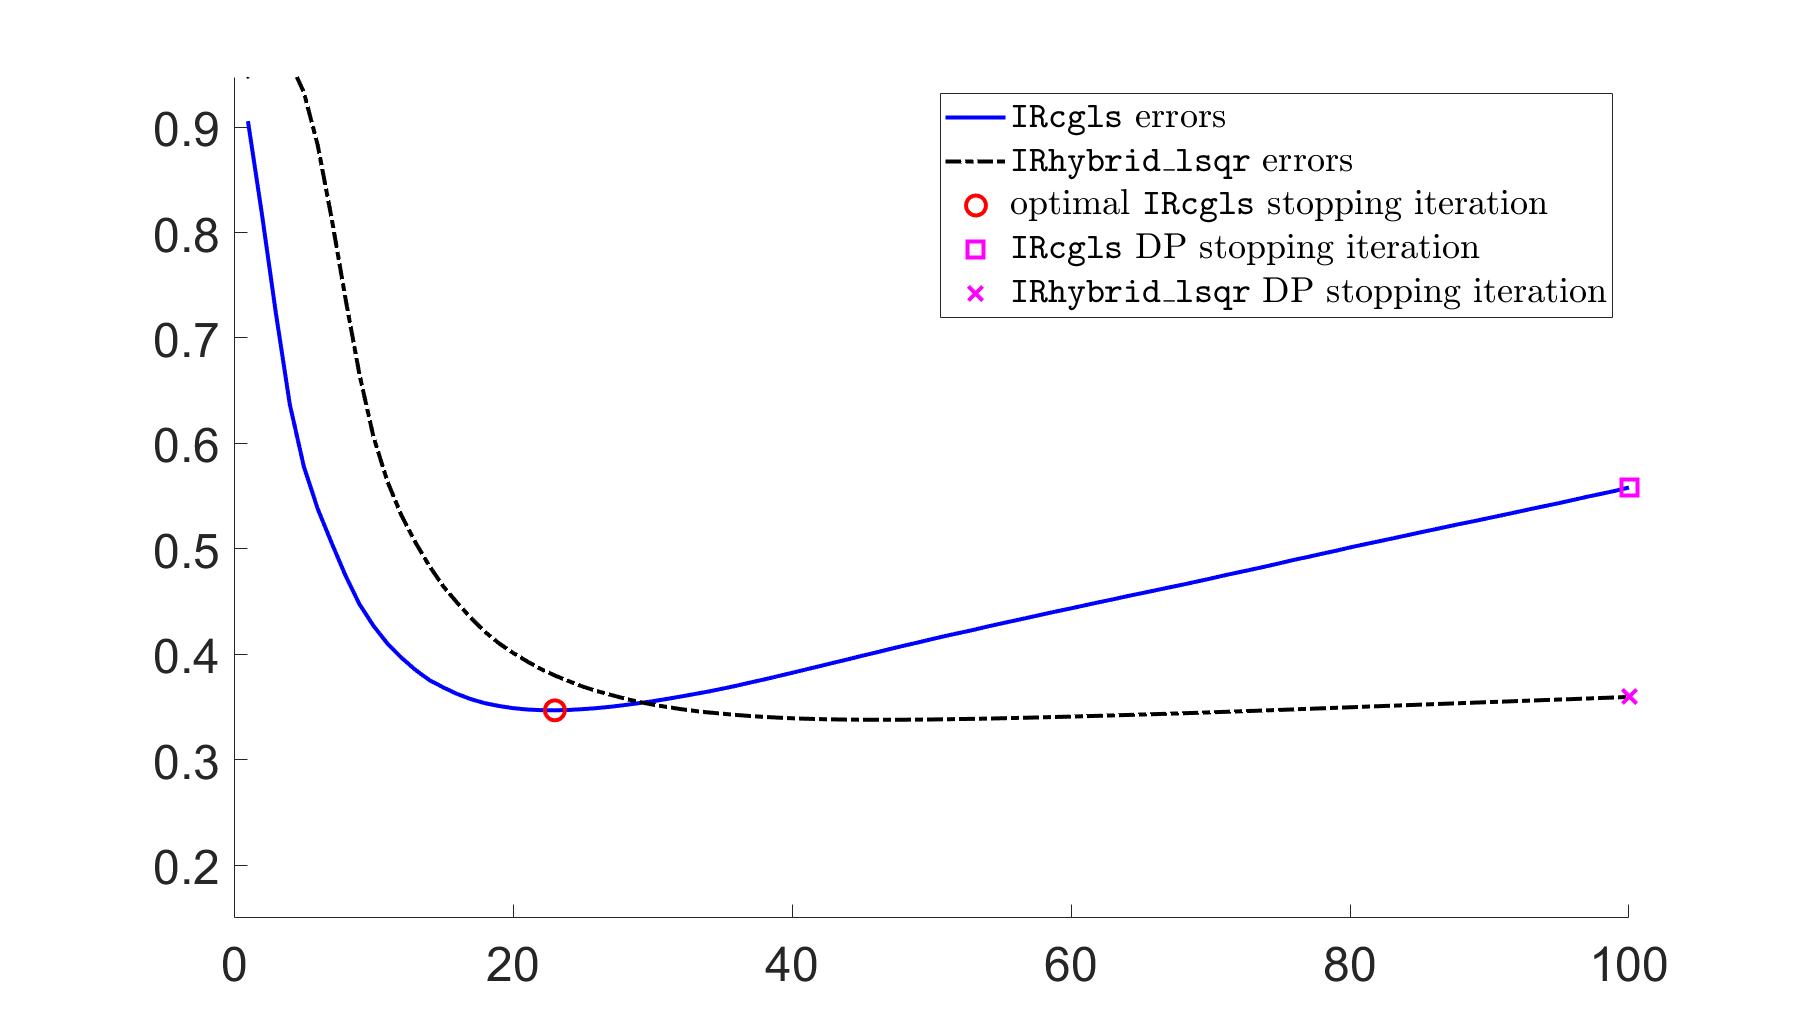 0.9
0.8
0.7
0.6
0.5
0.4
0.3
0.2
IRcgls errors
IRhybrid_lsqr errors
optimal IRcgls stopping iteration
IRcgls DP stopping iteration
IRhybrid_lsqr DP stopping iteration
0 20 40 60 80 100